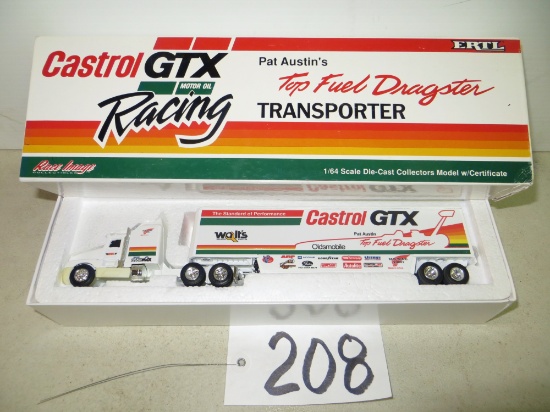 Castrol GTX
MOTOR OIL
Racing
Race Image
Pat Austin's
ERTL
Top Fuel Dragster
TRANSPORTER
1/64 Scale Die-Cast Collectors Model w/Certificate
The Standard of Performance
Castrol GTX
Walt's
Pat Austin
Oldsmobile
Top Fuel Dragster
208